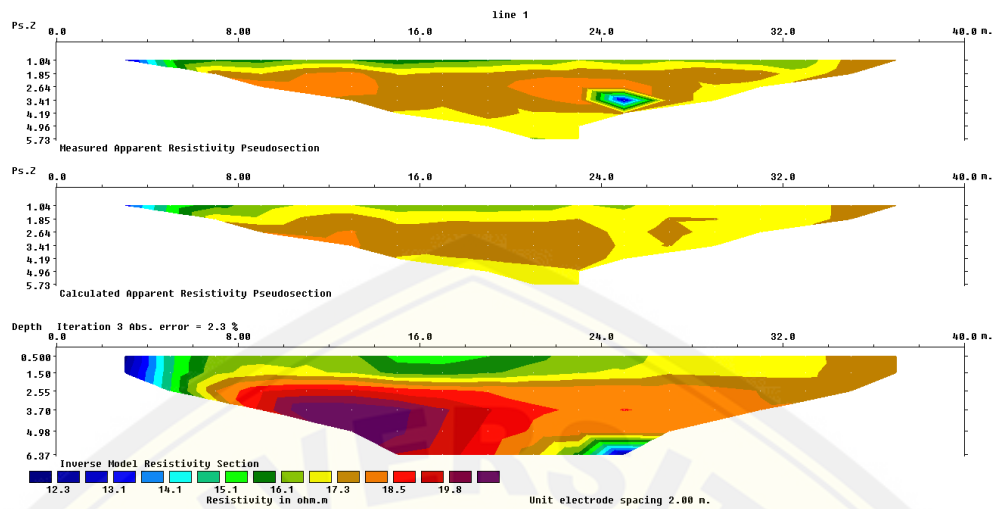 line 1
Ps.Z 0.0 8.00 16.0 24.0 32.0 40.0 m.
1.04
1.85
2.64
3.41
4.19
4.96
5.73
Measured Apparent Resistivity Pseudosection
Ps.Z 0.0 8.00 16.0 24.0 32.0 40.0 m.
1.04
1.85
2.64
3.41
4.19
4.96
5.73
Calculated Apparent Resistivity Pseudosection
Depth Iteration 3 Abs. error = 2.3 %
0.0 8.00 16.0 24.0 32.0 40.0 m.
0.500
1.50
2.55
3.70
4.98
6.37
Inverse Model Resistivity Section
12.3 13.1 14.1 15.1 16.1 17.3 18.5 19.8
Resistivity in ohm.m Unit electrode spacing 2.00 m.